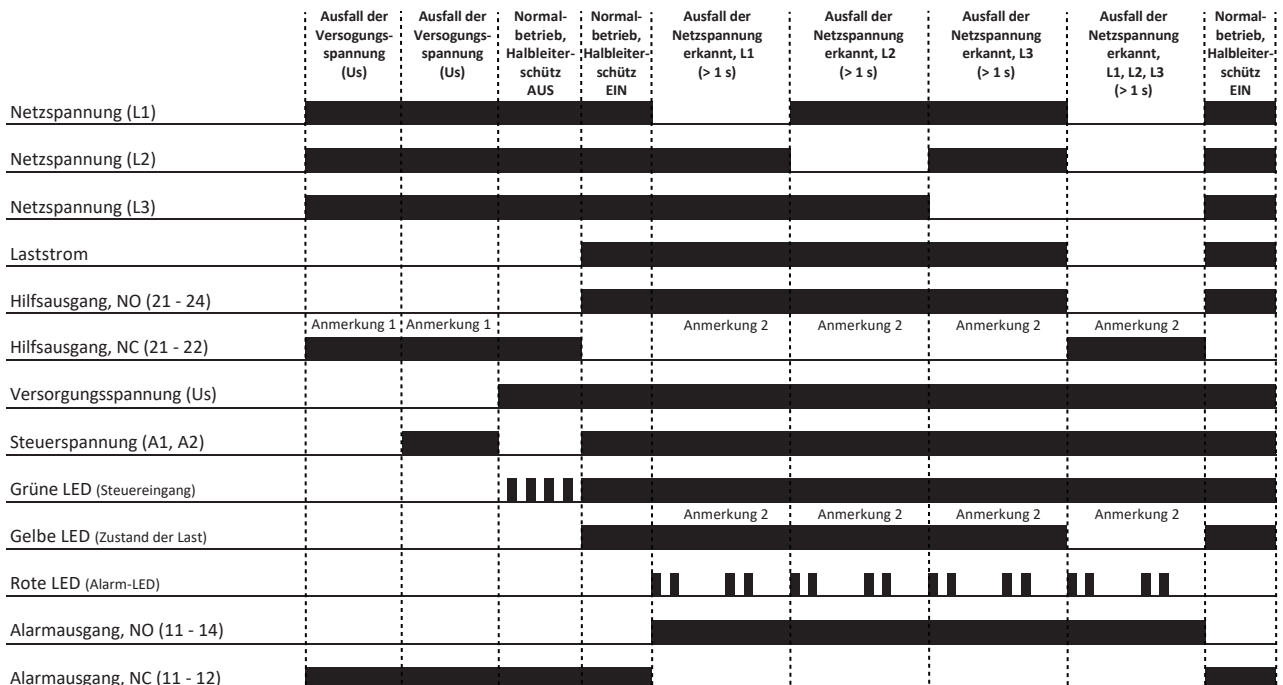 Ausfall der
Versogungs-
spannung
(Us)
Ausfall der
Versogungs-
spannung
(Us)
Normal-
betrieb,
Halbleiter-
schütz
AUS
Normal-
betrieb,
Halbleiter-
schütz
EIN
Ausfall der
Netzspannung
erkannt, L1
(> 1 s)
Ausfall der
Netzspannung
erkannt, L2
(> 1 s)
Ausfall der
Netzspannung
erkannt, L3
(> 1 s)
Ausfall der
Netzspannung
erkannt,
L1, L2, L3
(> 1 s)
Normal-
betrieb,
Halbleiter-
schütz
EIN
Netzspannung (L1)
Netzspannung (L2)
Netzspannung (L3)
Laststrom
Hilfsausgang, NO (21 - 24)
Anmerkung 1 Anmerkung 1 Anmerkung 2 Anmerkung 2 Anmerkung 2 Anmerkung 2
Hilfsausgang, NC (21 - 22)
Versorgungsspannung (Us)
Steuerspannung (A1, A2)
Grüne LED (Steuereingang)
Anmerkung 2 Anmerkung 2 Anmerkung 2 Anmerkung 2
Gelbe LED (Zustand der Last)
Rote LED (Alarm-LED)
Alarmausgang, NO (11 - 14)
Alarmausgang, NC (11 - 12)